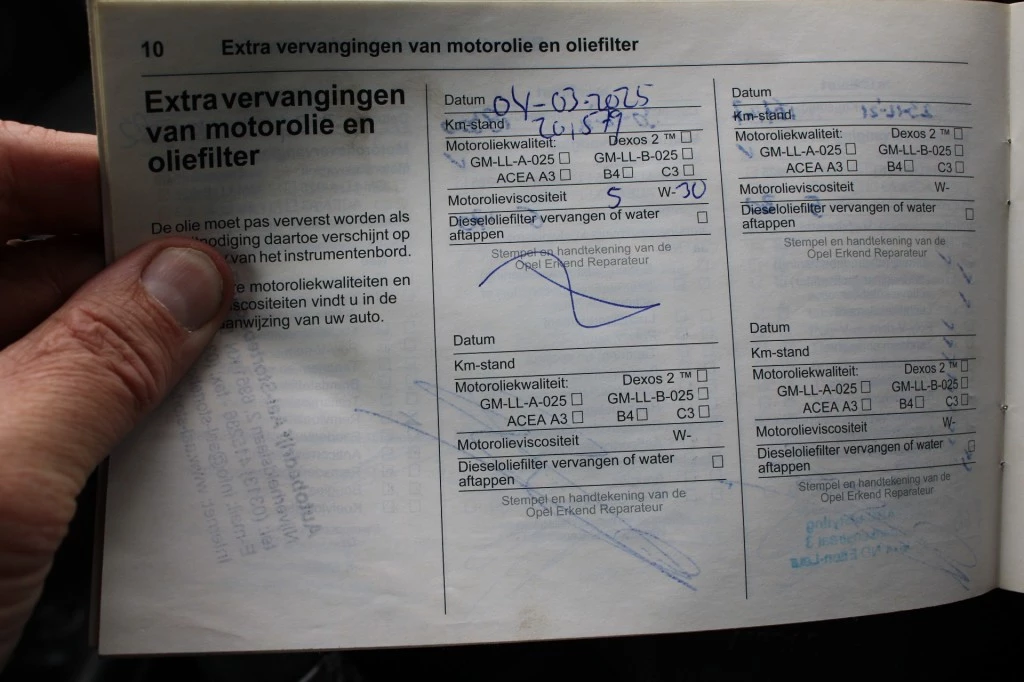 10 Extra vervangingen van motorolie en oliefilter
Extra vervangingen
van motorolie en
oliefilter
De olie moet pas ververst worden als
nodiging daartoe verschijnt op
van het instrumentenbord.
motoroliekwaliteiten en
viscositeiten vindt u in de
anwijzing van uw auto.
Datum 04-03-2025
Km-stand 20,579
Motoroliekwaliteit: Dexos 2 ™
GM-LL-A-025 GM-LL-B-025
ACEA A3 B4 C3
Motorolieviscositeit 5 W-30
Dieseloliefilter vervangen of water
aftappen
Stempel en handtekening van de
Opel Erkend Reparateur
Datum
Km-stand
Motoroliekwaliteit: Dexos 2 ™
GM-LL-A-025 GM-LL-B-025
ACEA A3 B4 C3
Motorolieviscositeit W-
Dieseloliefilter vervangen of water
aftappen
Stempel en handtekening van de
Opel Erkend Reparateur
Datum
Km-stand
Motoroliekwaliteit: Dexos 2 ™
GM-LL-A-025 GM-LL-B-025
ACEA A3 B4 C3
Motorolieviscositeit W-
Dieseloliefilter vervangen of water
aftappen
Stempel en handtekening van de
Opel Erkend Reparateur
Datum
Km-stand
Motoroliekwaliteit: Dexos 2 ™
GM-LL-A-025 GM-LL-B-025
ACEA A3 B4 C3
Motorolieviscositeit W-
Dieseloliefilter vervangen of water
aftappen
Stempel en handtekening van de
Opel Erkend Reparateur